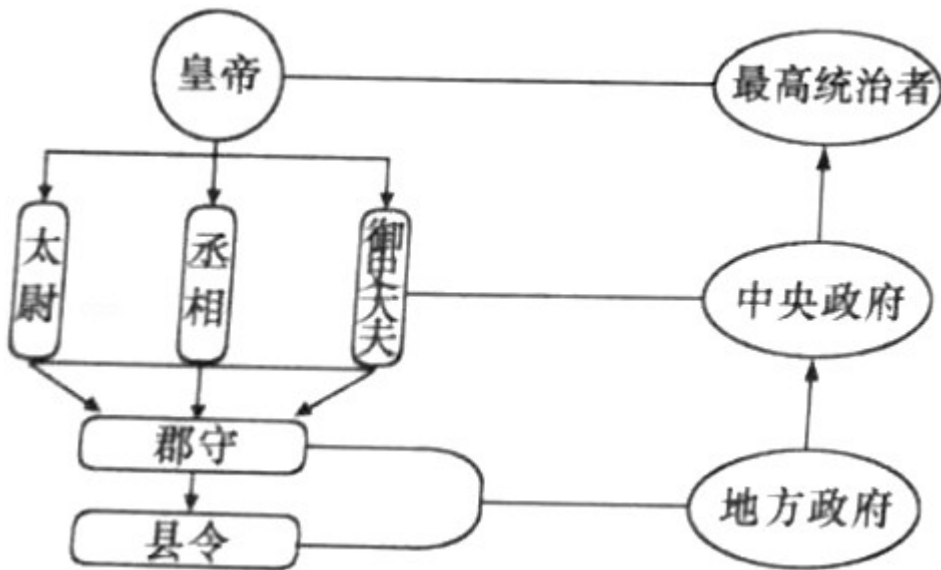 皇帝
最高统治者
太尉
丞相
御史大夫
中央政府
郡守
地方政府
县令